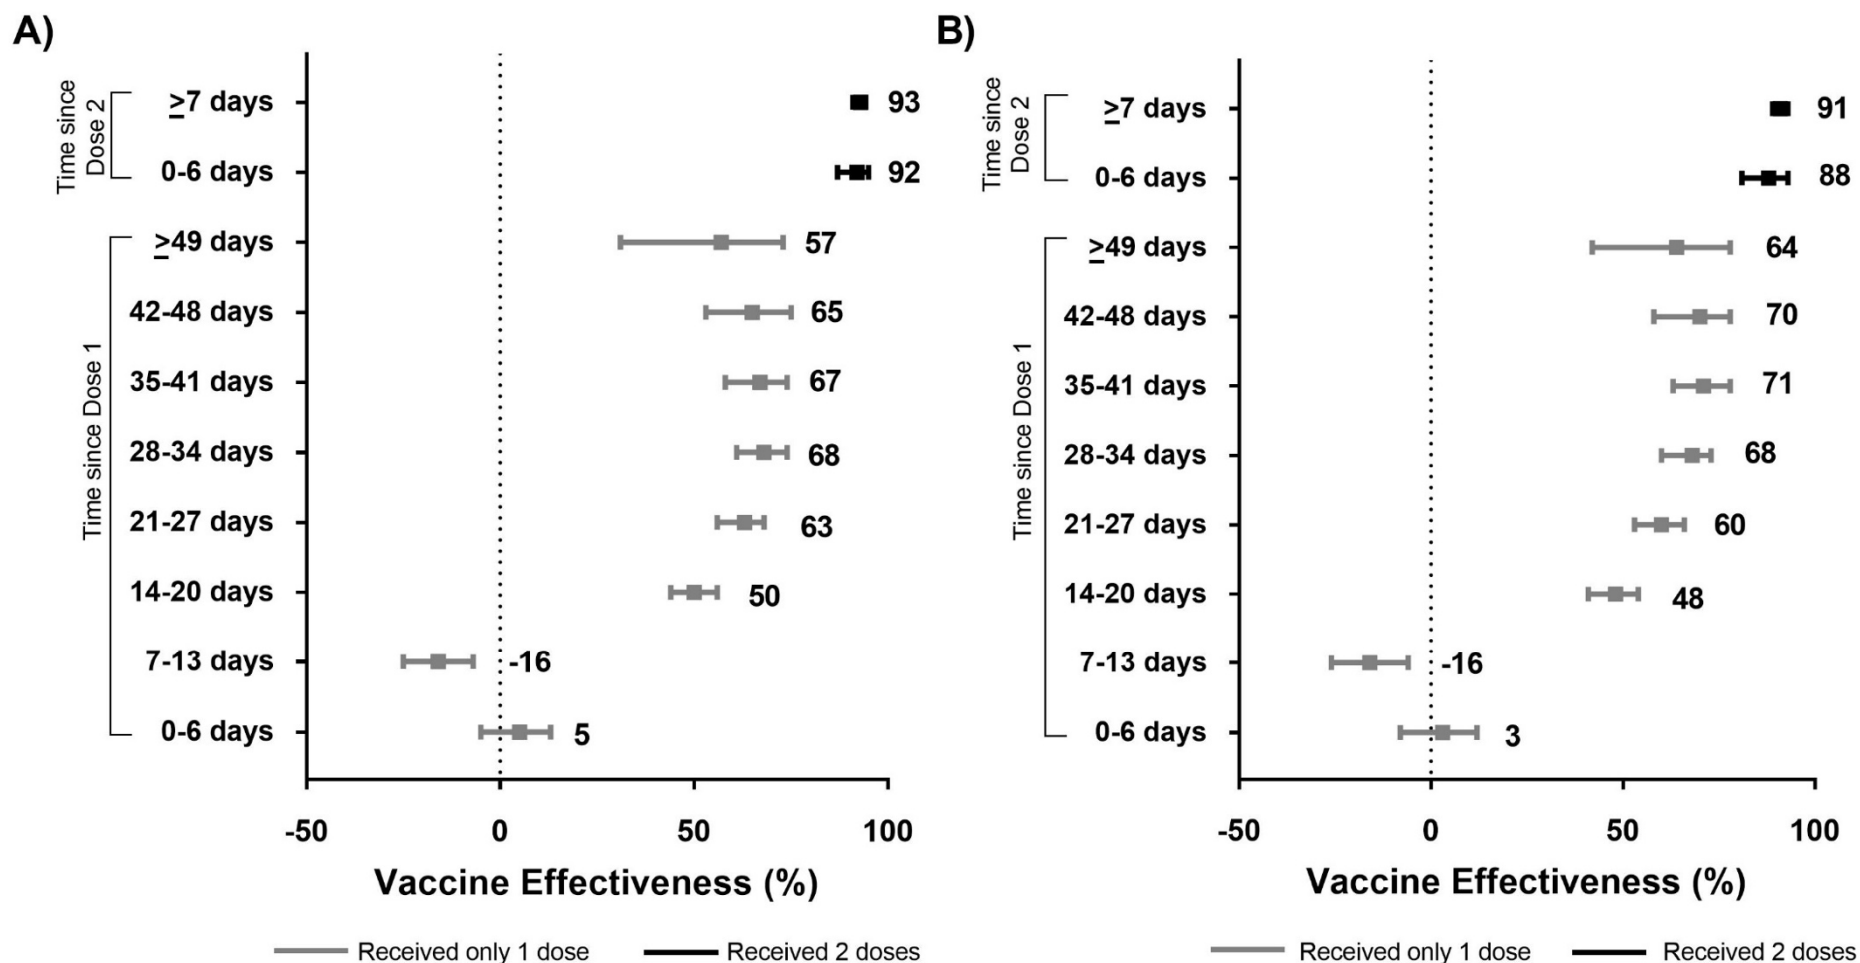 A)
Time since
Dose 2
≥7 days
93
0-6 days
92
Time since Dose 1
≥49 days
57
42-48 days
65
35-41 days
67
28-34 days
68
21-27 days
63
14-20 days
50
7-13 days
-16
0-6 days
5
-50 0 50 100
Vaccine Effectiveness (%)
Received only 1 dose Received 2 doses
B)
Time since
Dose 2
≥7 days
91
0-6 days
88
Time since Dose 1
≥49 days
64
42-48 days
70
35-41 days
71
28-34 days
68
21-27 days
60
14-20 days
48
7-13 days
-16
0-6 days
3
-50 0 50 100
Vaccine Effectiveness (%)
Received only 1 dose Received 2 doses